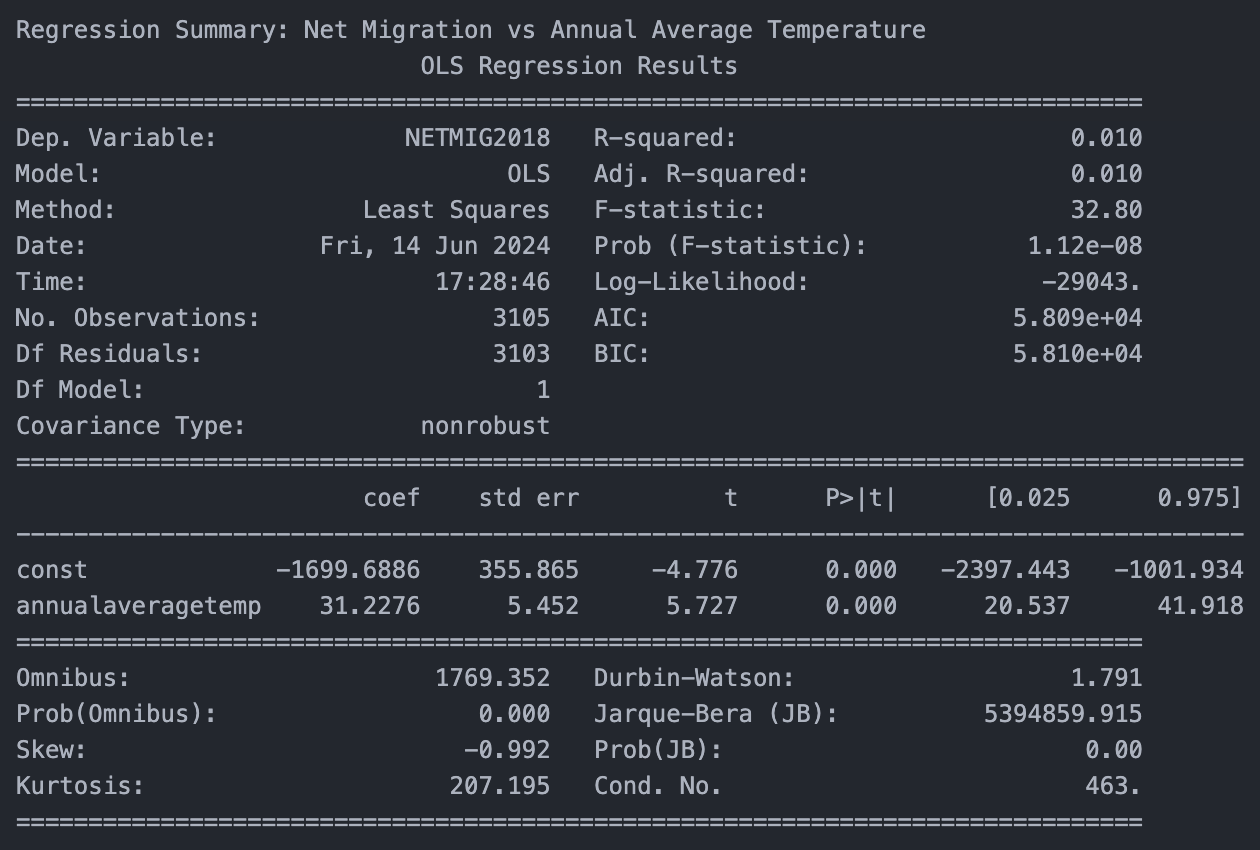 Regression Summary: Net Migration vs Annual Average Temperature
                            OLS Regression Results
==============================================================================
Dep. Variable:             NETMIG2018   R-squared:                       0.010
Model:                            OLS   Adj. R-squared:                  0.010
Method:                 Least Squares   F-statistic:                     32.80
Date:                Fri, 14 Jun 2024   Prob (F-statistic):           1.12e-08
Time:                        17:28:46   Log-Likelihood:                -29043.
No. Observations:                3105   AIC:                         5.809e+04
Df Residuals:                    3103   BIC:                         5.810e+04
Df Model:                           1
Covariance Type:            nonrobust
=====================================================================================
                        coef    std err          t      P>|t|      [0.025      0.975]
-------------------------------------------------------------------------------------
const             -1699.6886    355.865     -4.776      0.000   -2397.443   -1001.934
annualaveragetemp    31.2276      5.452      5.727      0.000      20.537      41.918
==============================================================================
Omnibus:                     1769.352   Durbin-Watson:                   1.791
Prob(Omnibus):                  0.000   Jarque-Bera (JB):          5394859.915
Skew:                          -0.992   Prob(JB):                         0.00
Kurtosis:                     207.195   Cond. No.                         463.
==============================================================================